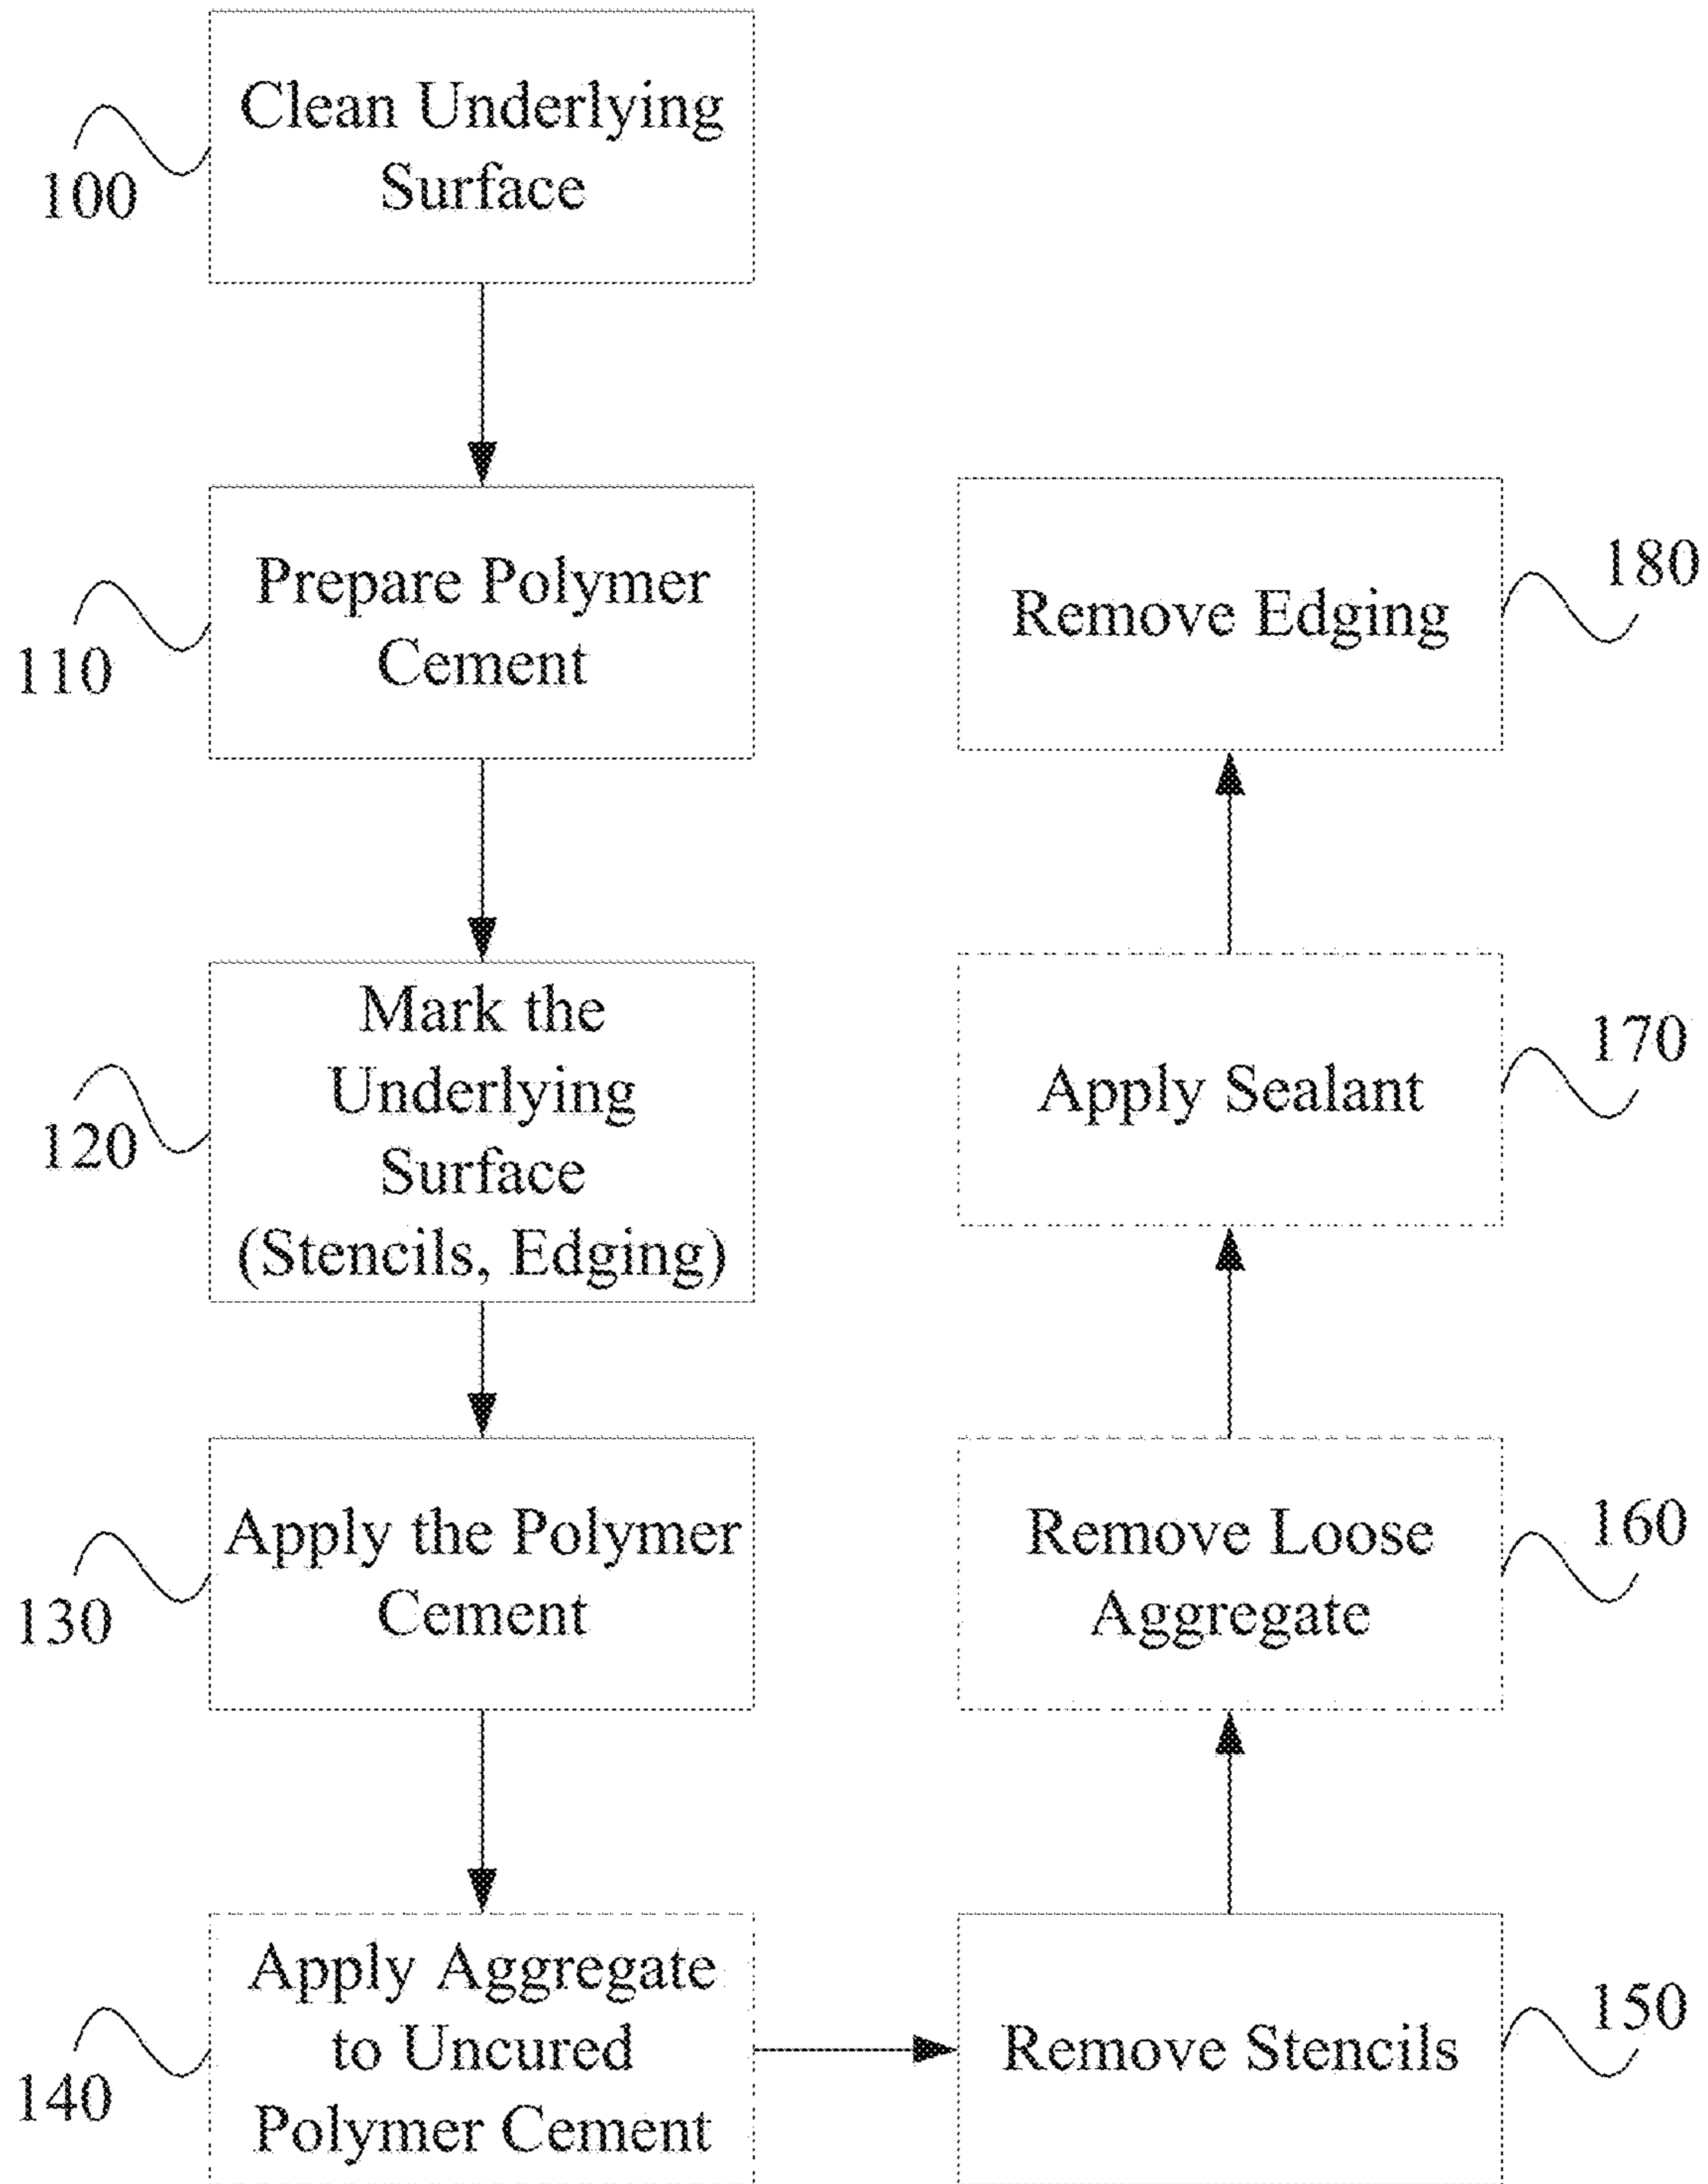 Clean Underlying
Surface
100
Prepare Polymer
Cement
110
Mark the
Underlying
Surface
(Stencils, Edging)
120
Apply the Polymer
Cement
130
Apply Aggregate
to Uncured
Polymer Cement
140
Remove Stencils
150
Remove Loose
Aggregate
160
Apply Sealant
170
Remove Edging
180